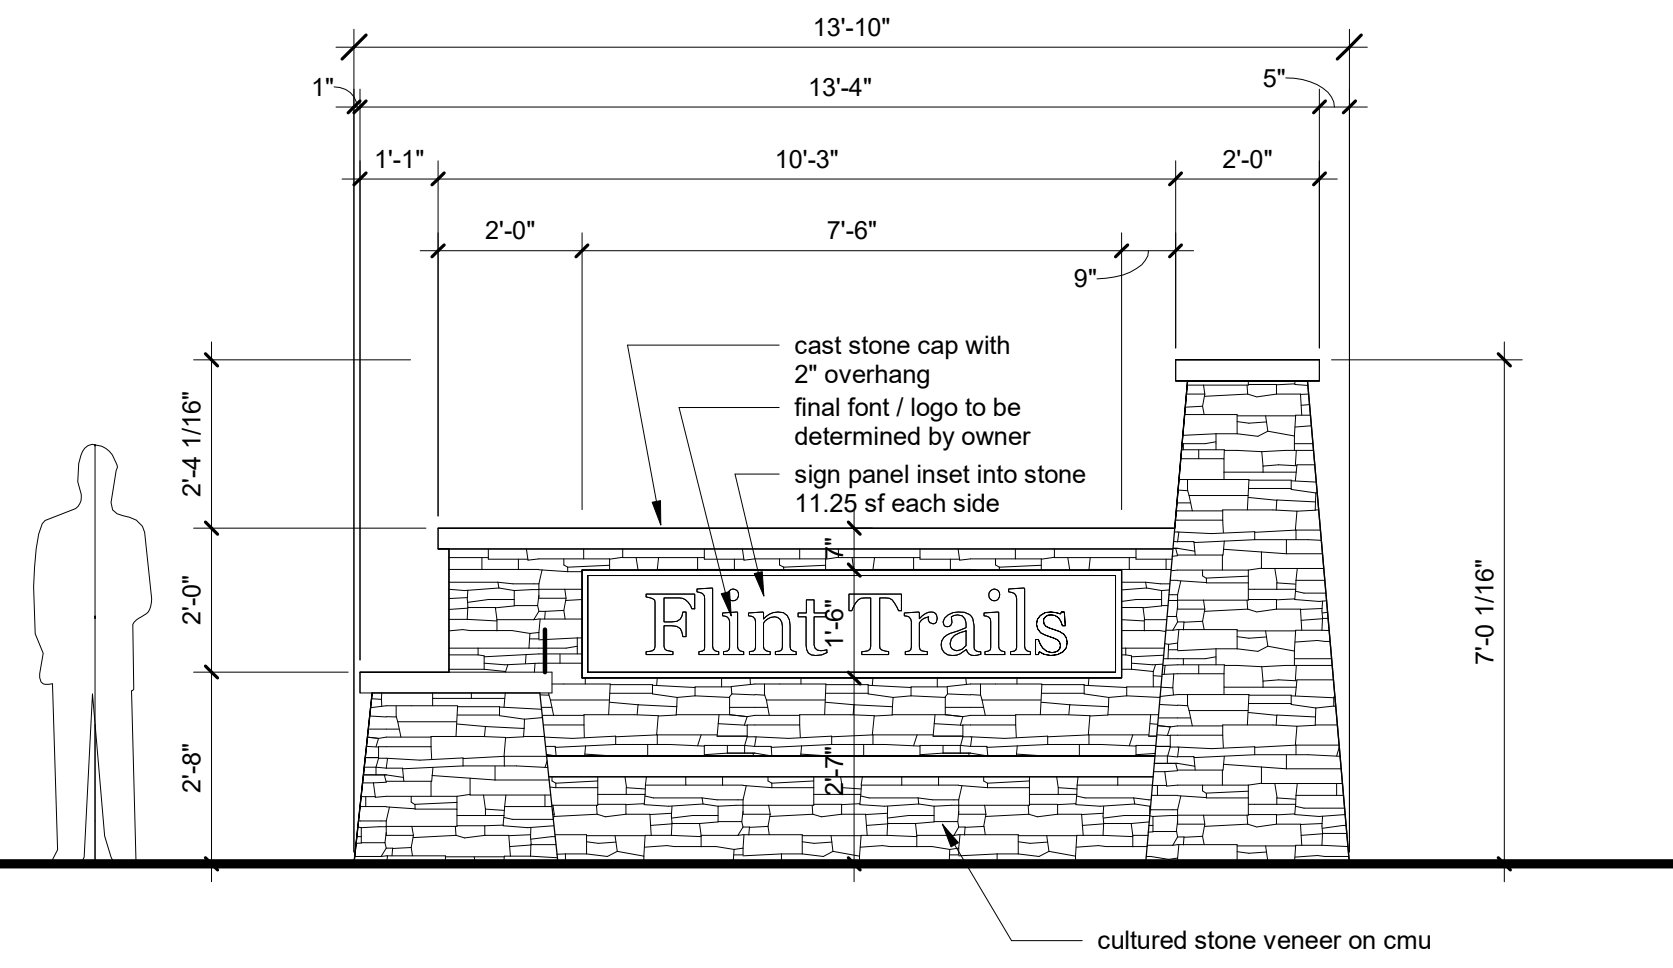 13'-10"
1"
13'-4"
5"
1'-1"
10'-3"
2'-0"
2'-0"
7'-6"
9"
cast stone cap with
2" overhang
final font / logo to be
determined by owner
sign panel inset into stone
11.25 sf each side
2'-4 1/16"
2'-0"
2'-8"
7"
1'-6"
2'-7"
Flint Trails
7'-0 1/16"
cultured stone veneer on cmu